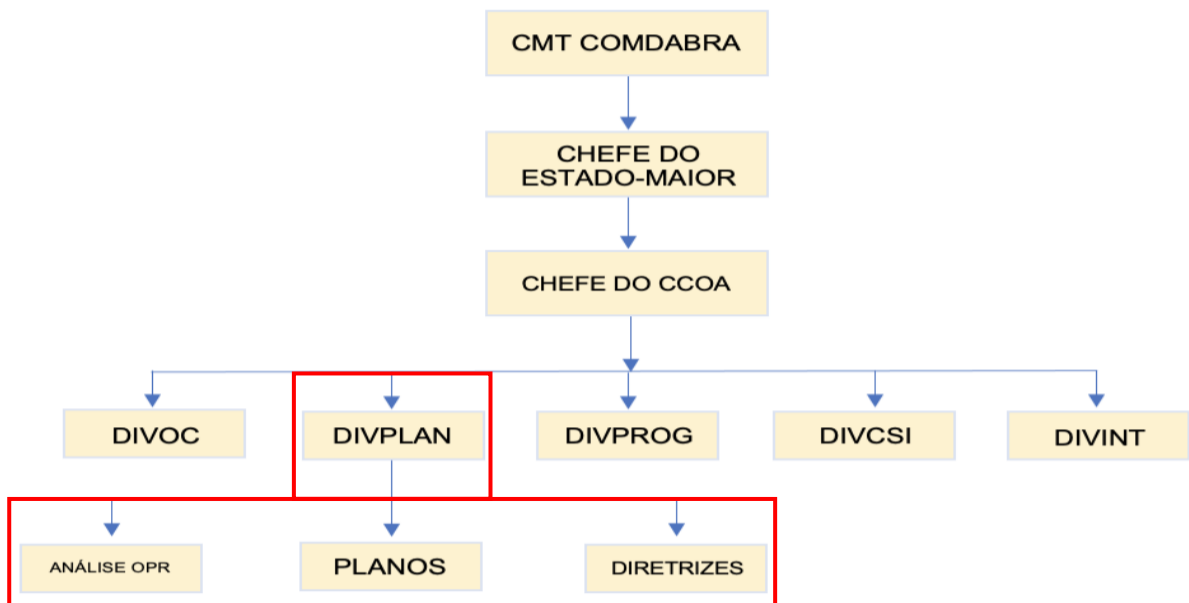 CMT COMDABRA
CHEFE DO
ESTADO-MAIOR
CHEFE DO CCOA
DIVOC
DIVPLAN
DIVPROG
DIVCSI
DIVINT
ANÁLISE OPR
PLANOS
DIRETRIZES